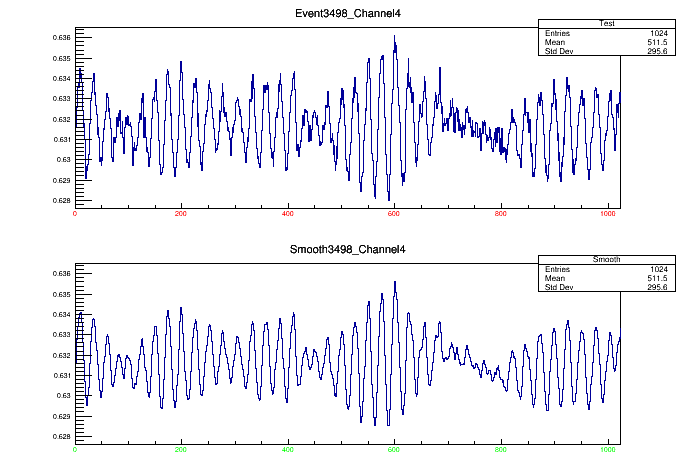 Event3498_Channel4
Test
Entries 1024
Mean 511.5
Std Dev 295.6
0.636
0.635
0.634
0.633
0.632
0.631
0.63
0.629
0.628
0 200 400 600 800 1000
Smooth3498_Channel4
Smooth
Entries 1024
Mean 511.5
Std Dev 295.6
0.636
0.635
0.634
0.633
0.632
0.631
0.63
0.629
0.628
0 200 400 600 800 1000